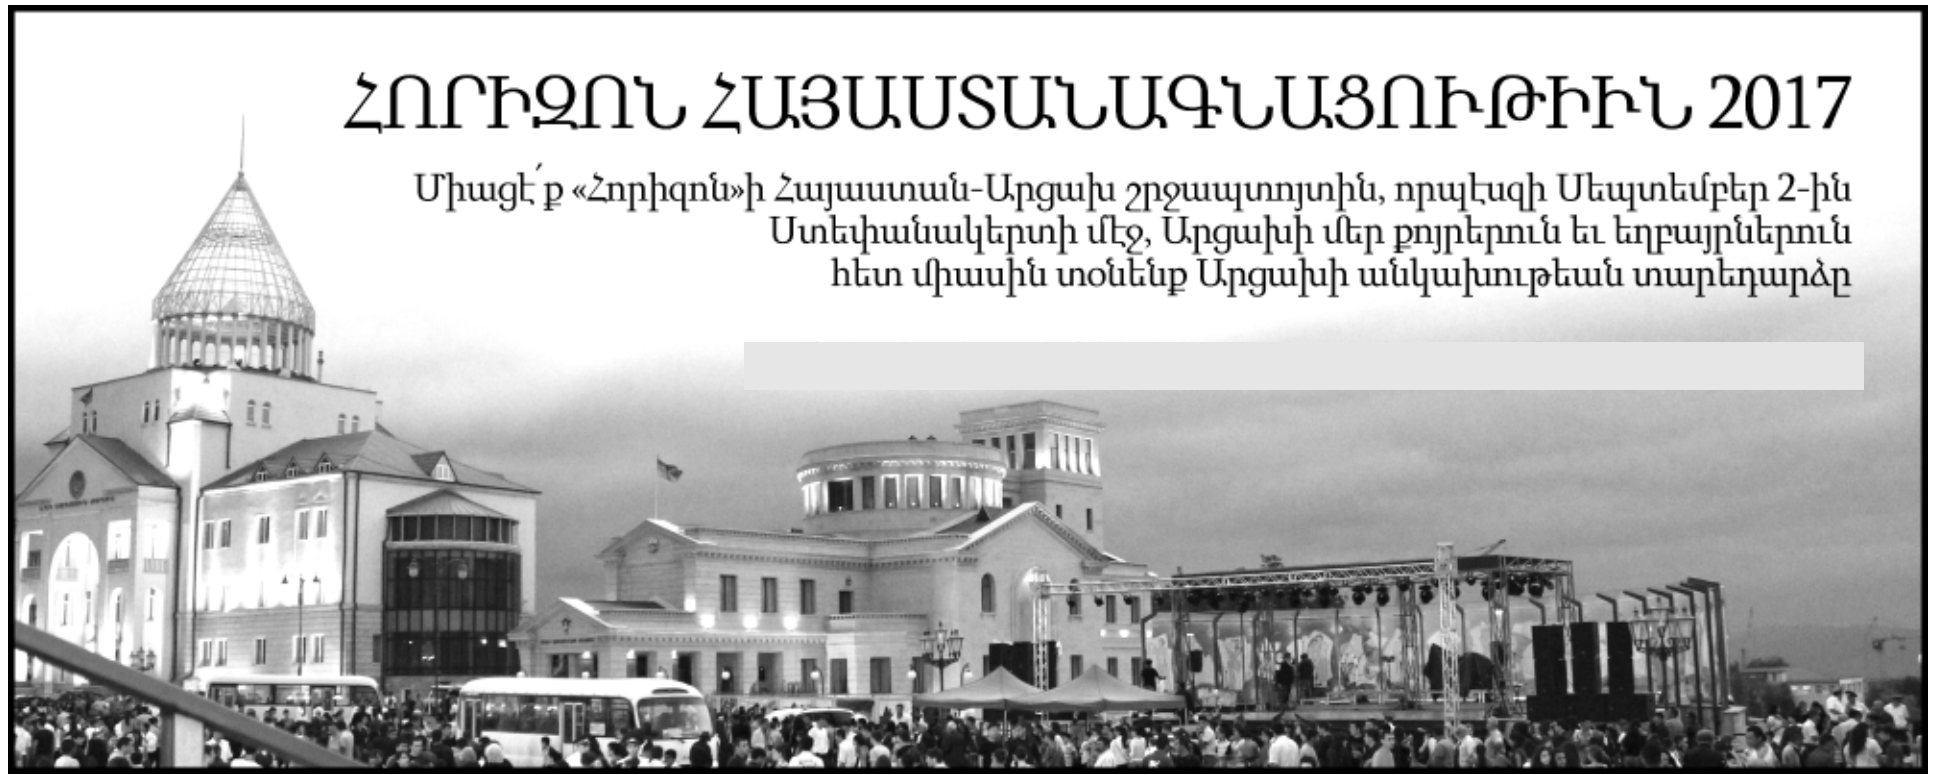 ՀՈՐԻԶՈՆ ՀԱՅԱՍՏԱՆԱԳՆԱՑՈՒԹԻԻՆ 2017
Միացէ՛ք «Հորիզոն»ի Հայաստան-Արցախ շրջապտոյտին, որպէսզի Սեպտեմբեր 2-ին
Ստեփանակերտի մէջ, Արցախի մեր քոյրերուն եւ եղբայրներուն
հետ միասին տօնենք Արցախի անկախութեան տարեդարձը